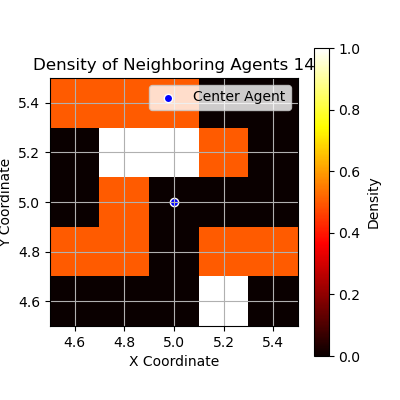 Density of Neighboring Agents 14
Center Agent
5.4
5.2
5.0
4.8
4.6
4.6 4.8 5.0 5.2 5.4
X Coordinate
Y Coordinate
1.0
0.8
0.6
0.4
0.2
0.0
Density